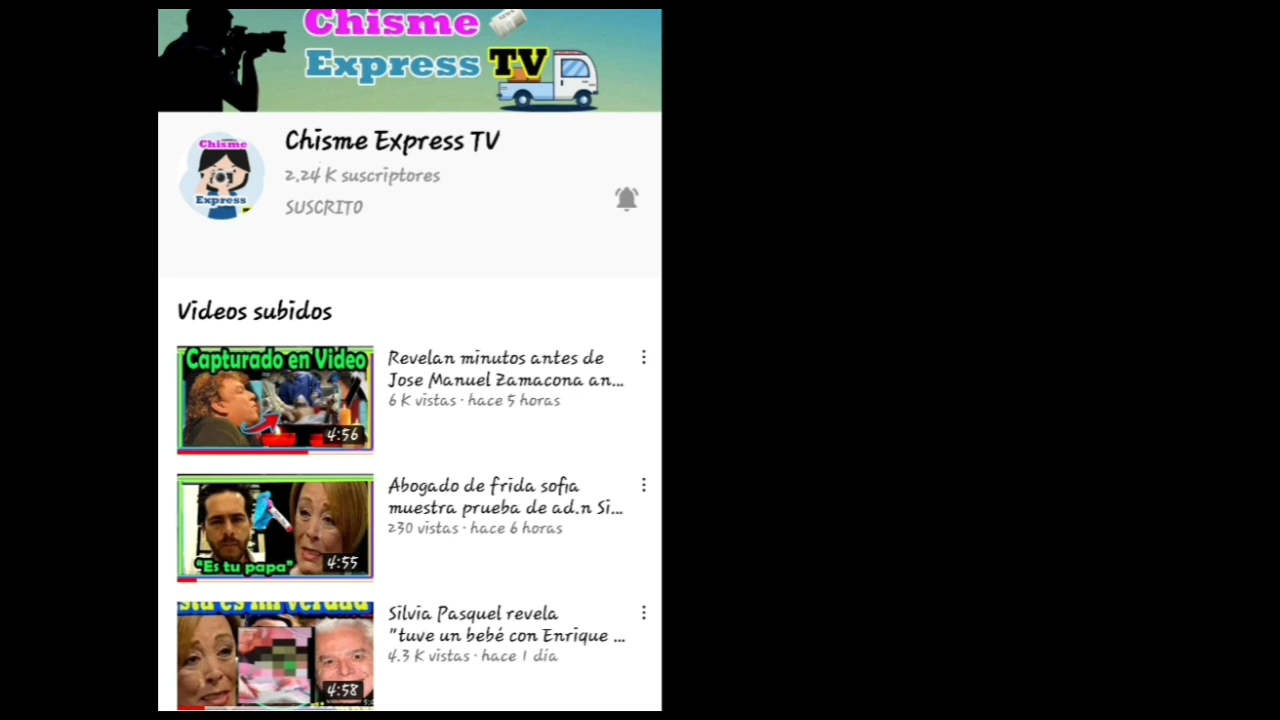 Chisme
Express TV
Chisme
Express
Chisme Express TV
2.24 K suscriptores
SUSCRITO
Videos subidos
Capturado en Video
4:56
Revelan minutos antes de
Jose Manuel Zamacona an...
6 K vistas · hace 5 horas
"Es tu papa"
4:55
Abogado de frida sofia
muestra prueba de ad.n Si...
230 vistas · hace 6 horas
es mi verdad
4:58
Silvia Pasquel revela
"tuve un bebé con Enrique ...
4.3 K vistas · hace 1 día